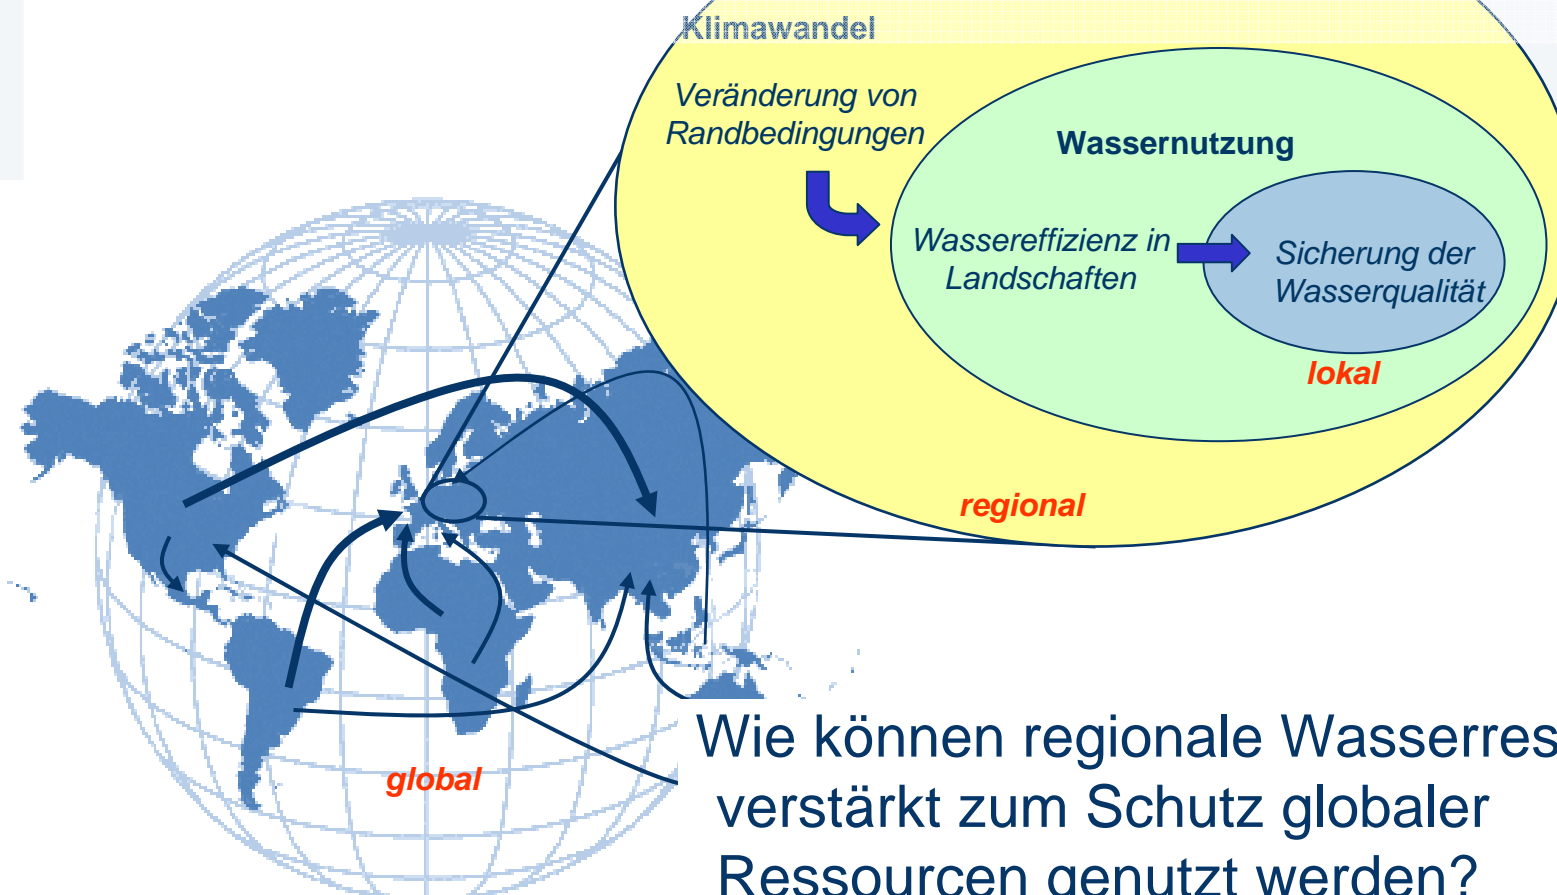 Klimawandel
Veränderung von
Randbedingungen
Wassernutzung
Wassereffizienz in
Landschaften
Sicherung der
Wasserqualität
lokal
regional
global
Wie können regionale Wasserres
verstärkt zum Schutz globaler
Ressourcen genutzt werden?